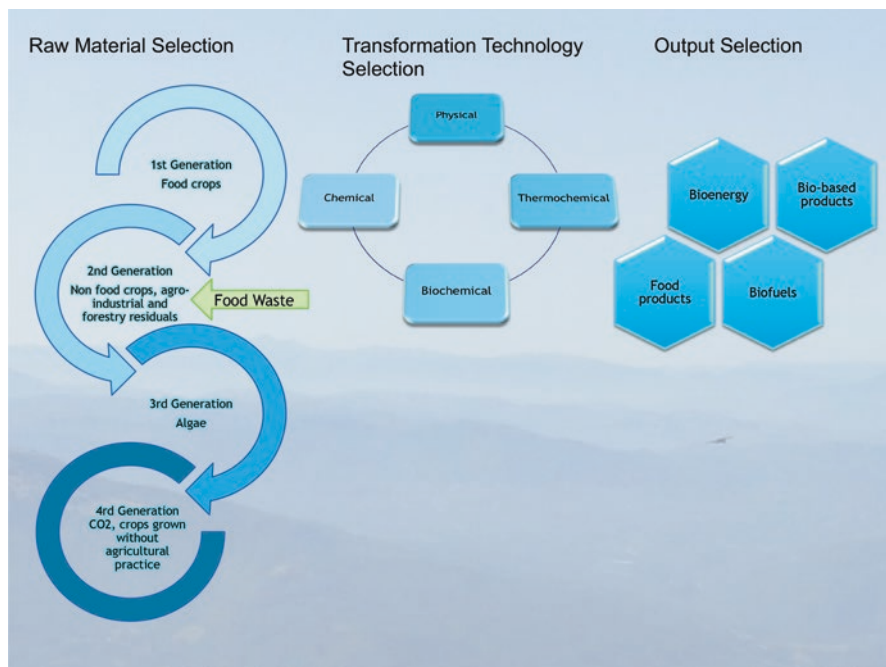 Raw Material Selection
Transformation Technology
Selection
Output Selection
1st Generation
Food crops
2nd Generation
Non food crops, agro-
industrial and
forestry residuals
Food Waste
3rd Generation
Algae
4rd Generation
CO2, crops grown
without
agricultural
practice
Physical
Chemical
Thermochemical
Biochemical
Bioenergy
Bio-based
products
Food
products
Biofuels